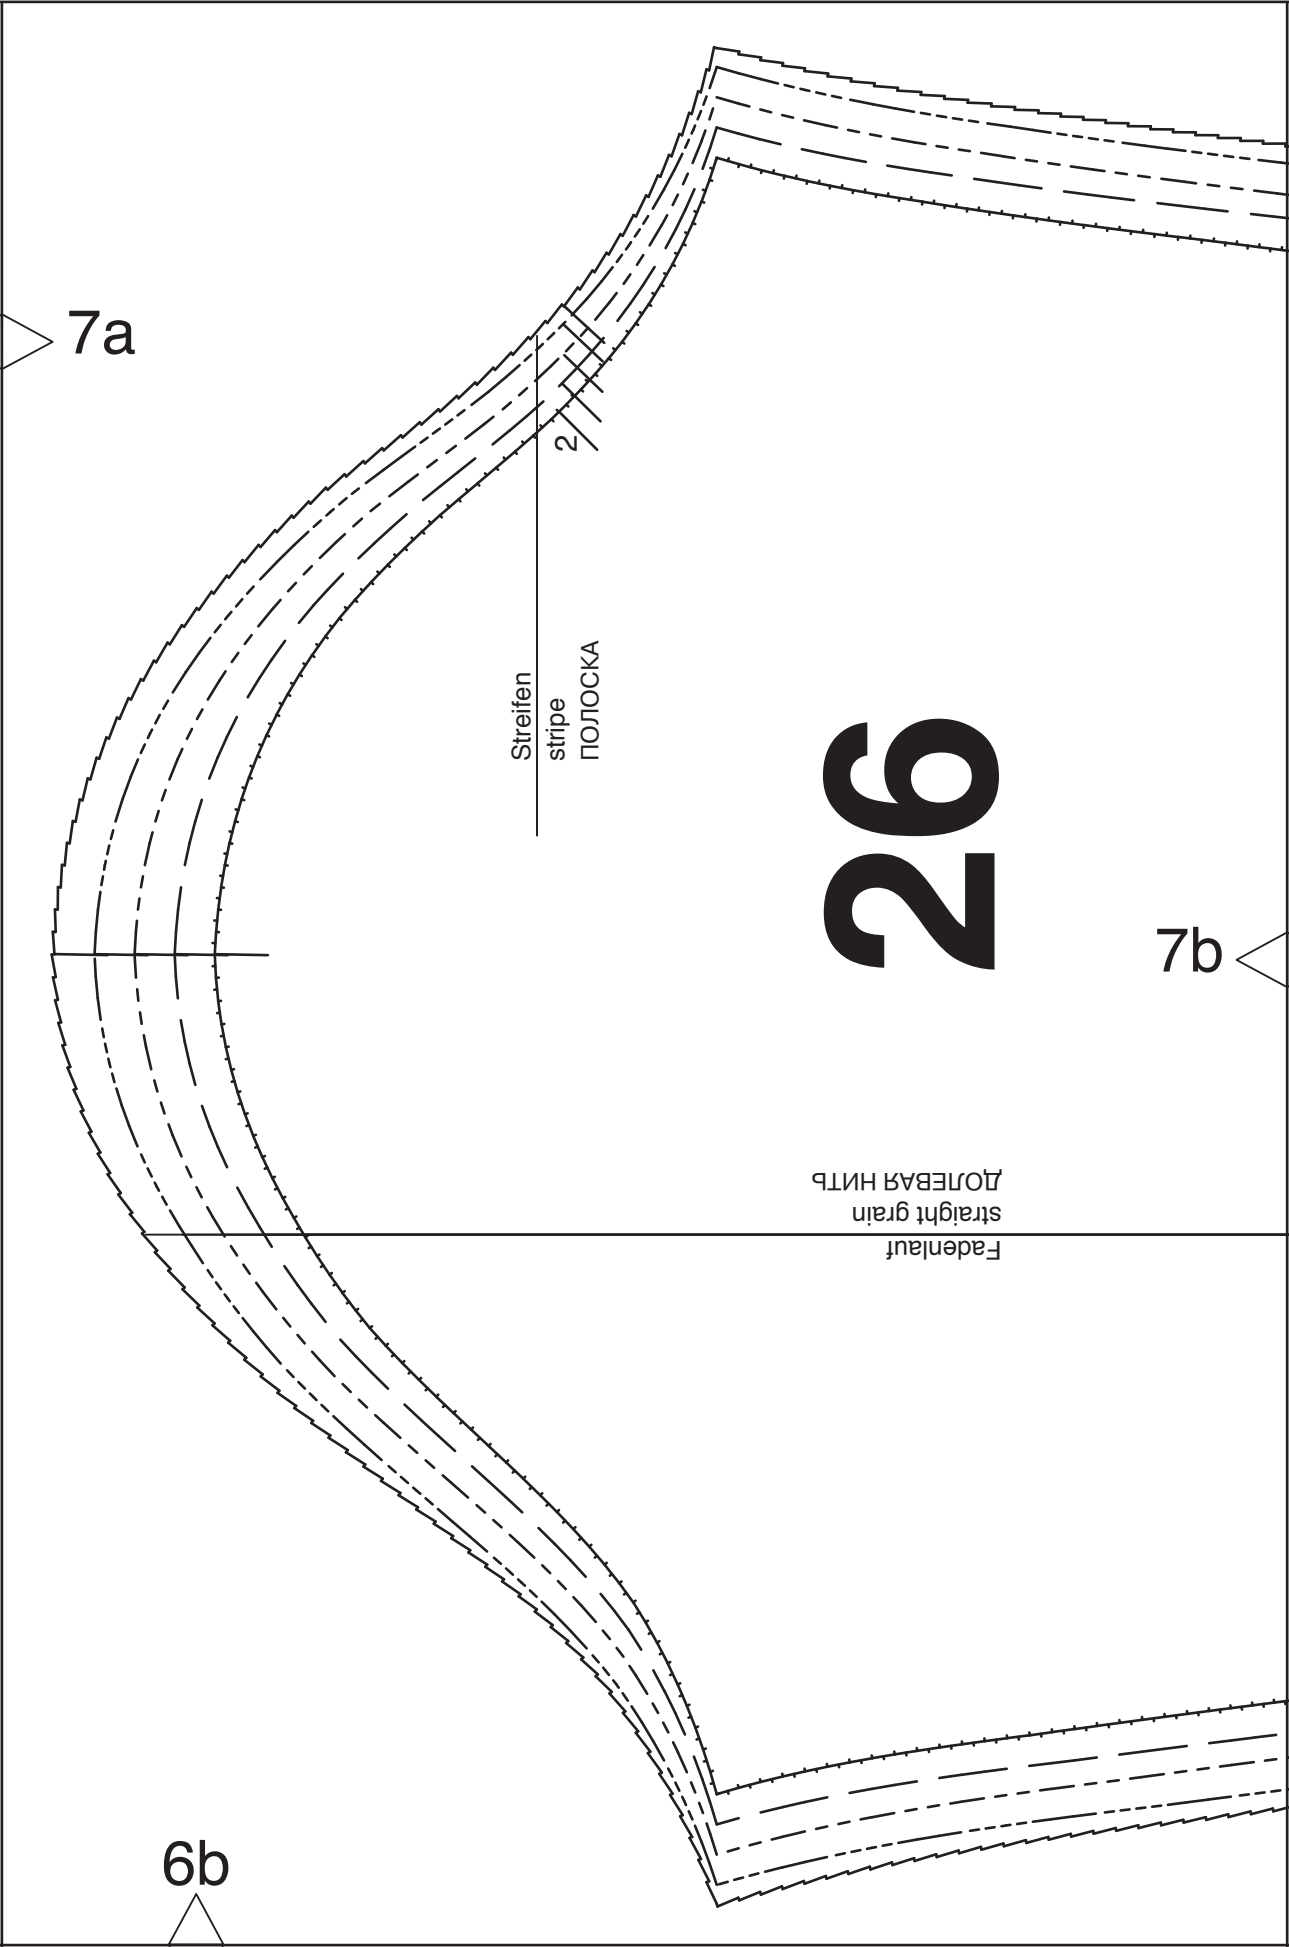 7a
2
Streifen
stripe
ПОЛОСКА
26
7b
ДОЛЕВАЯ НИТЬ
straight grain
Fadenlauf
6b